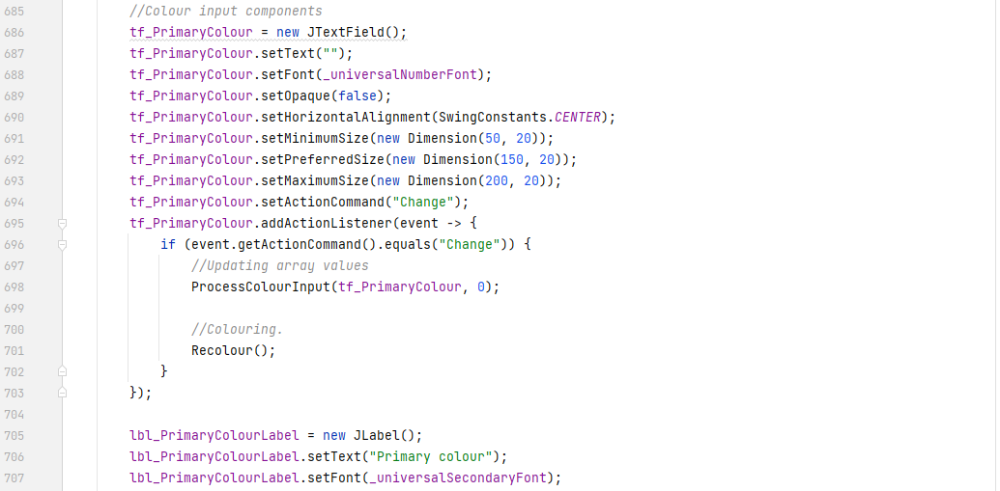 685 //Colour input components
686 tf_PrimaryColour = new JTextField();
687 tf_PrimaryColour.setText("");
688 tf_PrimaryColour.setFont(_universalNumberFont);
689 tf_PrimaryColour.setOpaque(false);
690 tf_PrimaryColour.setHorizontalAlignment(SwingConstants.CENTER);
691 tf_PrimaryColour.setMinimumSize(new Dimension(50, 20));
692 tf_PrimaryColour.setPreferredSize(new Dimension(150, 20));
693 tf_PrimaryColour.setMaximumSize(new Dimension(200, 20));
694 tf_PrimaryColour.setActionCommand("Change");
695 tf_PrimaryColour.addActionListener(event -> {
696     if (event.getActionCommand().equals("Change")) {
697         //Updating array values
698         ProcessColourInput(tf_PrimaryColour, 0);
699
700         //Colouring.
701         Recolour();
702     }
703 });
704
705 lbl_PrimaryColourLabel = new JLabel();
706 lbl_PrimaryColourLabel.setText("Primary colour");
707 lbl_PrimaryColourLabel.setFont(_universalSecondaryFont);